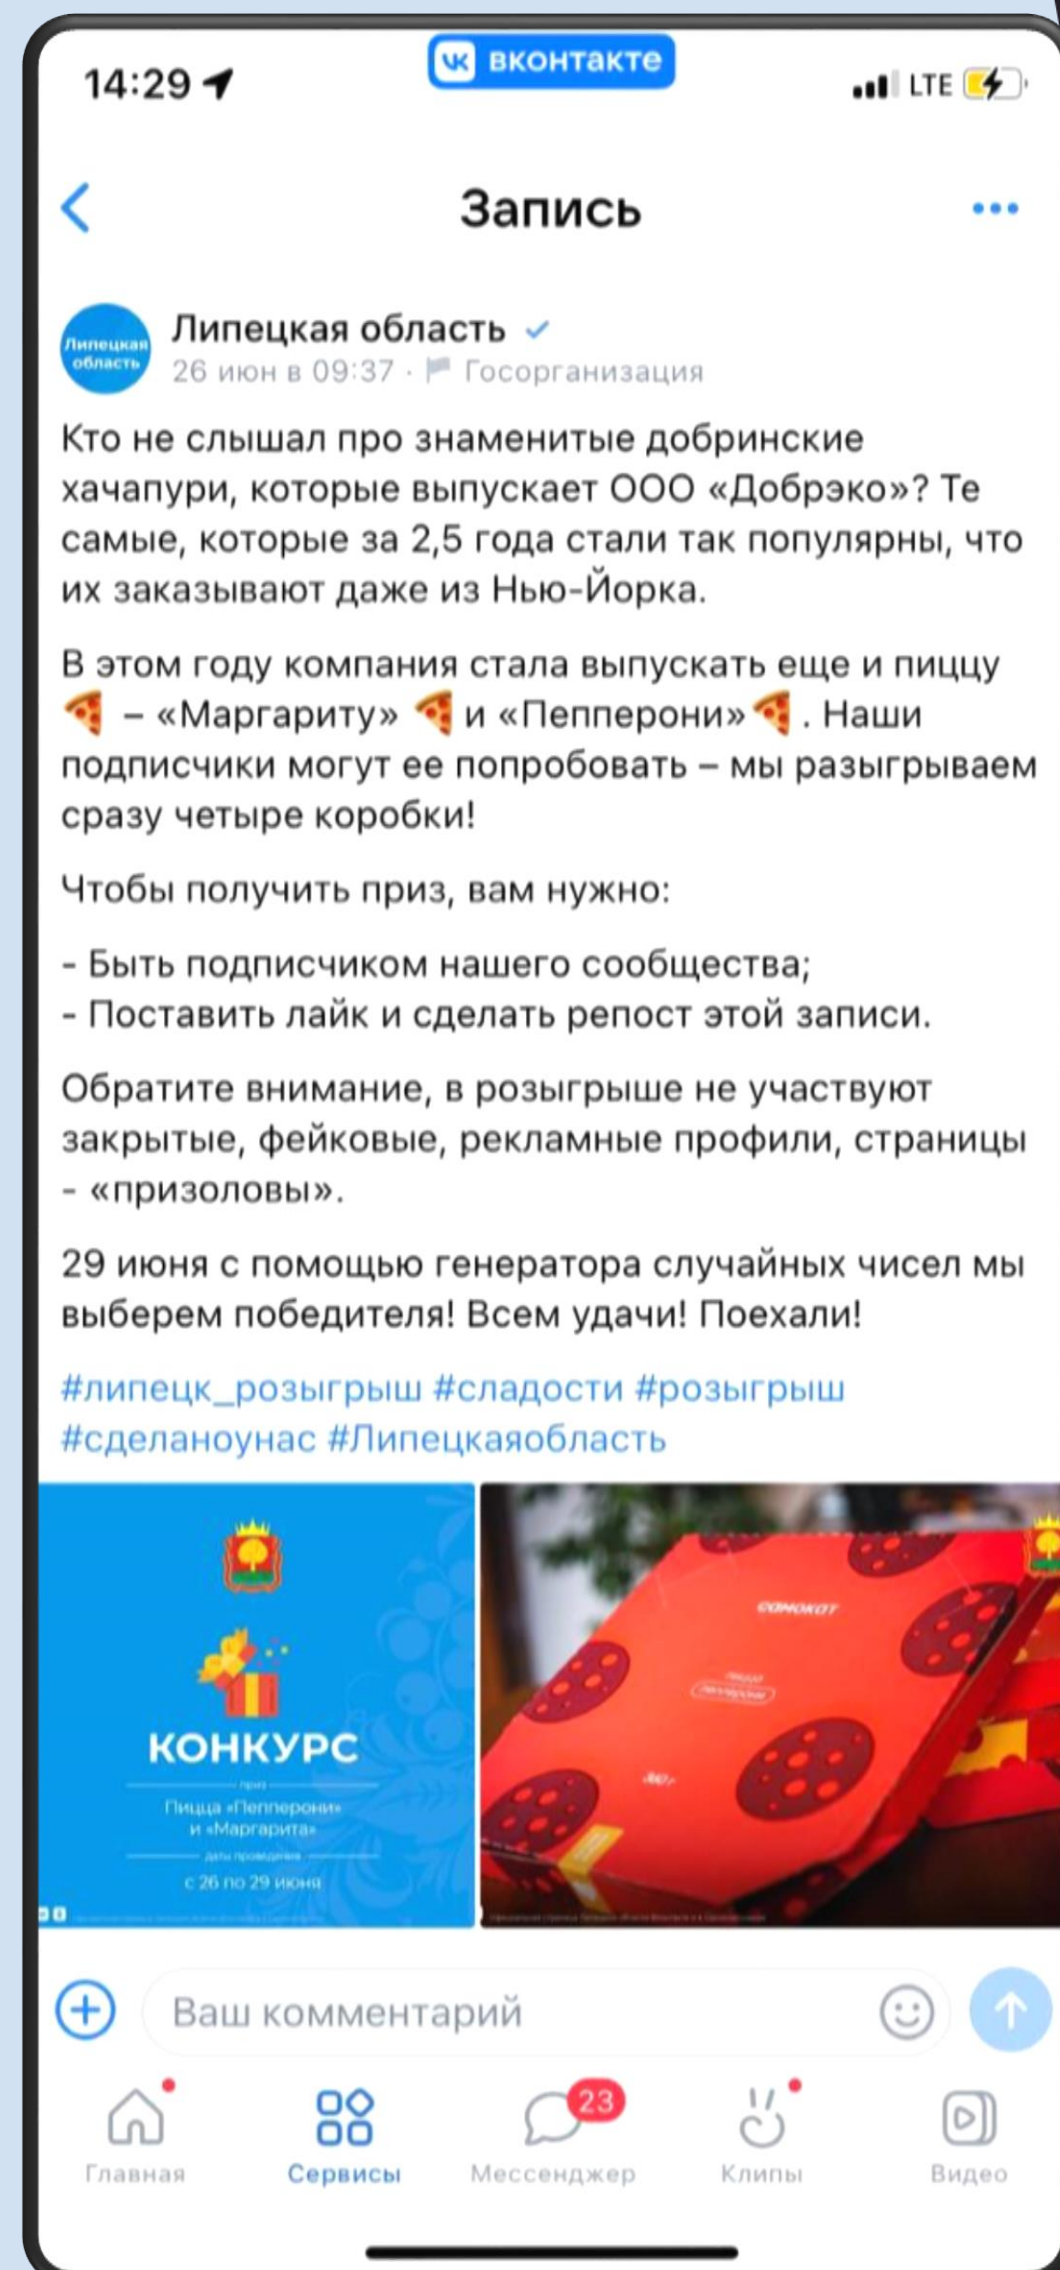 14:29
вконтакте
LTE
Запись
Липецкая область
Липецкая область
26 июн в 09:37 · Госорганизация
Кто не слышал про знаменитые добринские
хачапури, которые выпускает ООО «Добрэко»? Те
самые, которые за 2,5 года стали так популярны, что
их заказывают даже из Нью-Йорка.
В этом году компания стала выпускать еще и пиццу
🍕 – «Маргариту» 🍕 и «Пепперони»🍕 . Наши
подписчики могут ее попробовать – мы разыгрываем
сразу четыре коробки!
Чтобы получить приз, вам нужно:
- Быть подписчиком нашего сообщества;
- Поставить лайк и сделать репост этой записи.
Обратите внимание, в розыгрыше не участвуют
закрытые, фейковые, рекламные профили, страницы
- «призоловы».
29 июня с помощью генератора случайных чисел мы
выберем победителя! Всем удачи! Поехали!
#липецк_розыгрыш #сладости #розыгрыш
#сделаноунас #Липецкаяобласть
КОНКУРС
приз
Пицца «Пепперони»
и «Маргарита»
дата проведения
с 26 по 29 июня
самокат
пицца
пепперони
Ваш комментарий
23
Главная Сервисы Мессенджер Клипы Видео